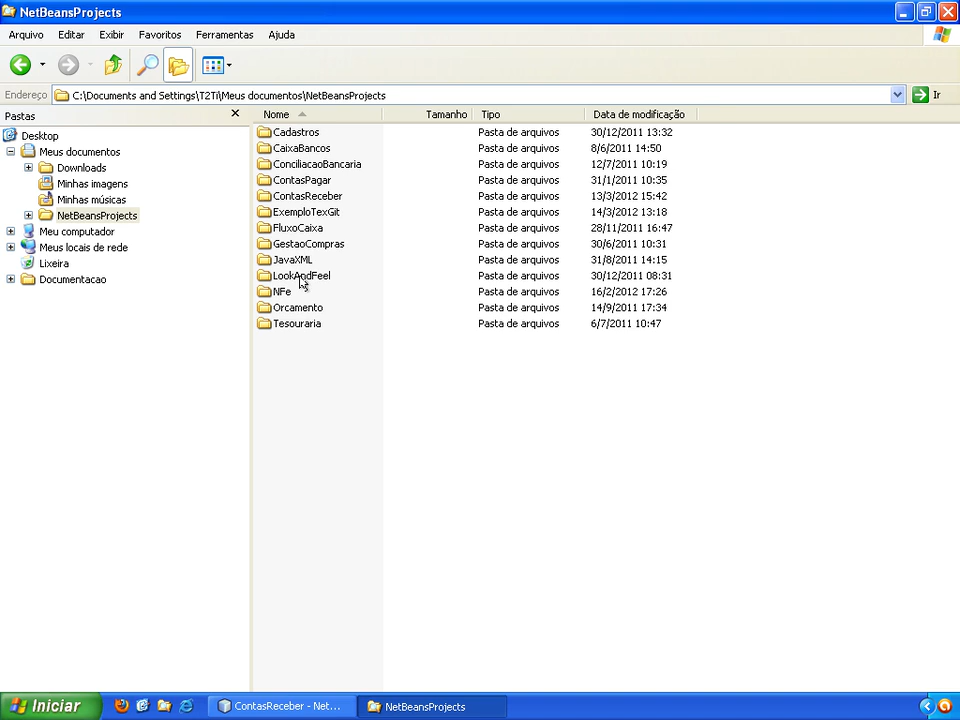 NetBeansProjects
Arquivo Editar Exibir Favoritos Ferramentas Ajuda
Endereço C:\Documents and Settings\T2Ti\Meus documentos\NetBeansProjects Ir
Pastas
Nome Tamanho Tipo Data de modificação
Desktop
Meus documentos
Downloads
Minhas imagens
Minhas músicas
NetBeansProjects
Meu computador
Meus locais de rede
Lixeira
Documentacao
Cadastros Pasta de arquivos 30/12/2011 13:32
CaixaBancos Pasta de arquivos 8/6/2011 14:50
ConciliacaoBancaria Pasta de arquivos 12/7/2011 10:19
ContasPagar Pasta de arquivos 31/1/2011 10:35
ContasReceber Pasta de arquivos 13/3/2012 15:42
ExemploTexGit Pasta de arquivos 14/3/2012 13:18
FluxoCaixa Pasta de arquivos 28/11/2011 16:47
GestaoCompras Pasta de arquivos 30/6/2011 10:31
JavaXML Pasta de arquivos 31/8/2011 14:15
LookAndFeel Pasta de arquivos 30/12/2011 08:31
NFe Pasta de arquivos 16/2/2012 17:26
Orcamento Pasta de arquivos 14/9/2011 17:34
Tesouraria Pasta de arquivos 6/7/2011 10:47
Iniciar ContasReceber - Net... NetBeansProjects